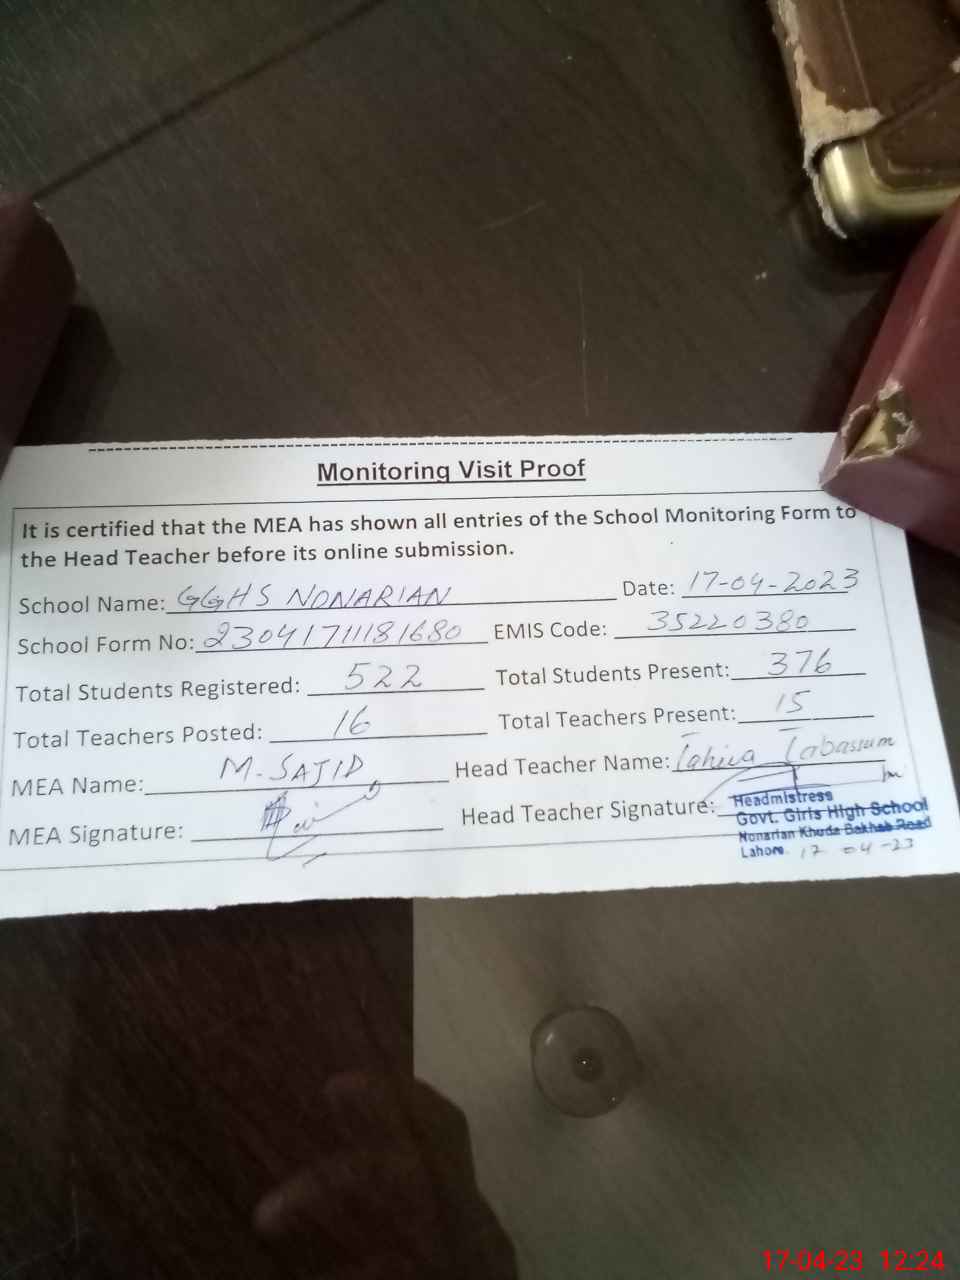 Monitoring Visit Proof
It is certified that the MEA has shown all entries of the School Monitoring Form to
the Head Teacher before its online submission.
School Name: GGHS NONARIAN Date: 17-04-2023
School Form No: 23041711181680 EMIS Code: 35220380
Total Students Registered: 522 Total Students Present: 376
Total Teachers Posted: 16 Total Teachers Present: 15
MEA Name: M-SAJID Head Teacher Name: Tahira Tabassum
MEA Signature: Head Teacher Signature:
Headmistress
Govt. Girls High School
Nonarian Khuda Bakhsh Road
Lahore. 17 04-23
17-04-23 12:24